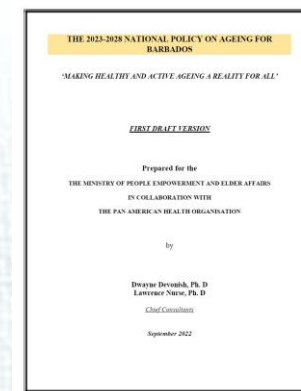 THE 2023-2028 NATIONAL POLICY ON AGEING FOR
BARBADOS
'MAKING HEALTHY AND ACTIVE AGEING A REALITY FOR ALL'
FIRST DRAFT VERSION
Prepared for the
THE MINISTRY OF PEOPLE EMPOWERMENT AND ELDER AFFAIRS
IN COLLABORATION WITH
THE PAN AMERICAN HEALTH ORGANISATION
by
Dwayne Devonish, Ph. D
Lawrence Nurse, Ph. D
Chief Consultants
September 2022